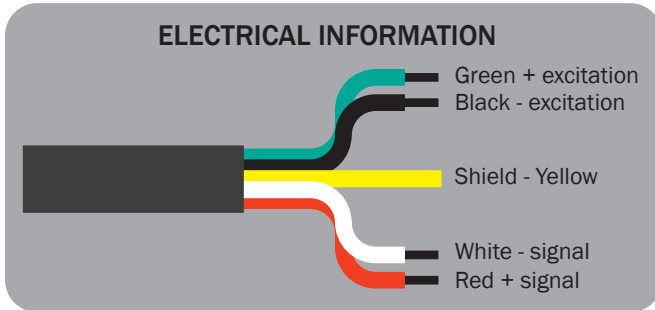 ELECTRICAL INFORMATION
Green + excitation
Black - excitation
Shield - Yellow
White - signal
Red + signal